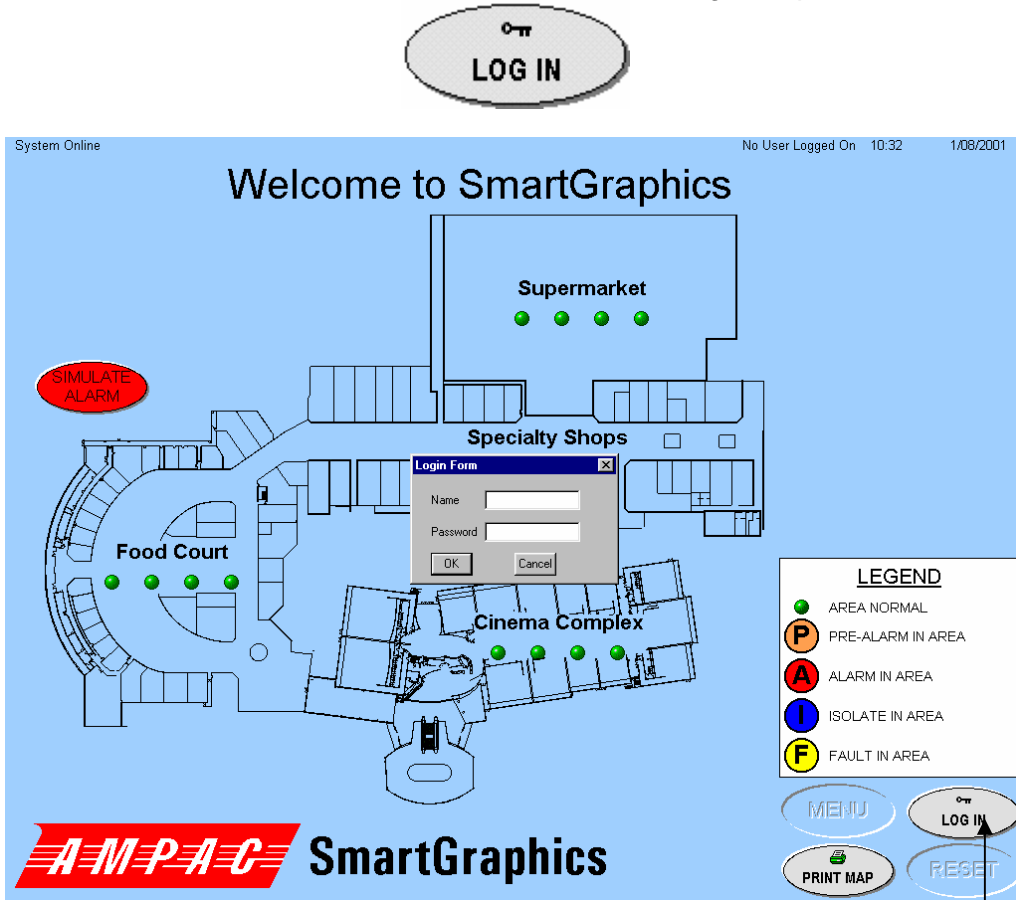 LOG IN
System Online
No User Logged On 10:32 1/08/2001
Welcome to SmartGraphics
Supermarket
SIMULATE
ALARM
Specialty Shops
Login Form
Name
Password
OK Cancel
Food Court
Cinema Complex
LEGEND
AREA NORMAL
P PRE-ALARM IN AREA
A ALARM IN AREA
I ISOLATE IN AREA
F FAULT IN AREA
MENU
LOG IN
PRINT MAP
RESET
AMPAC SmartGraphics